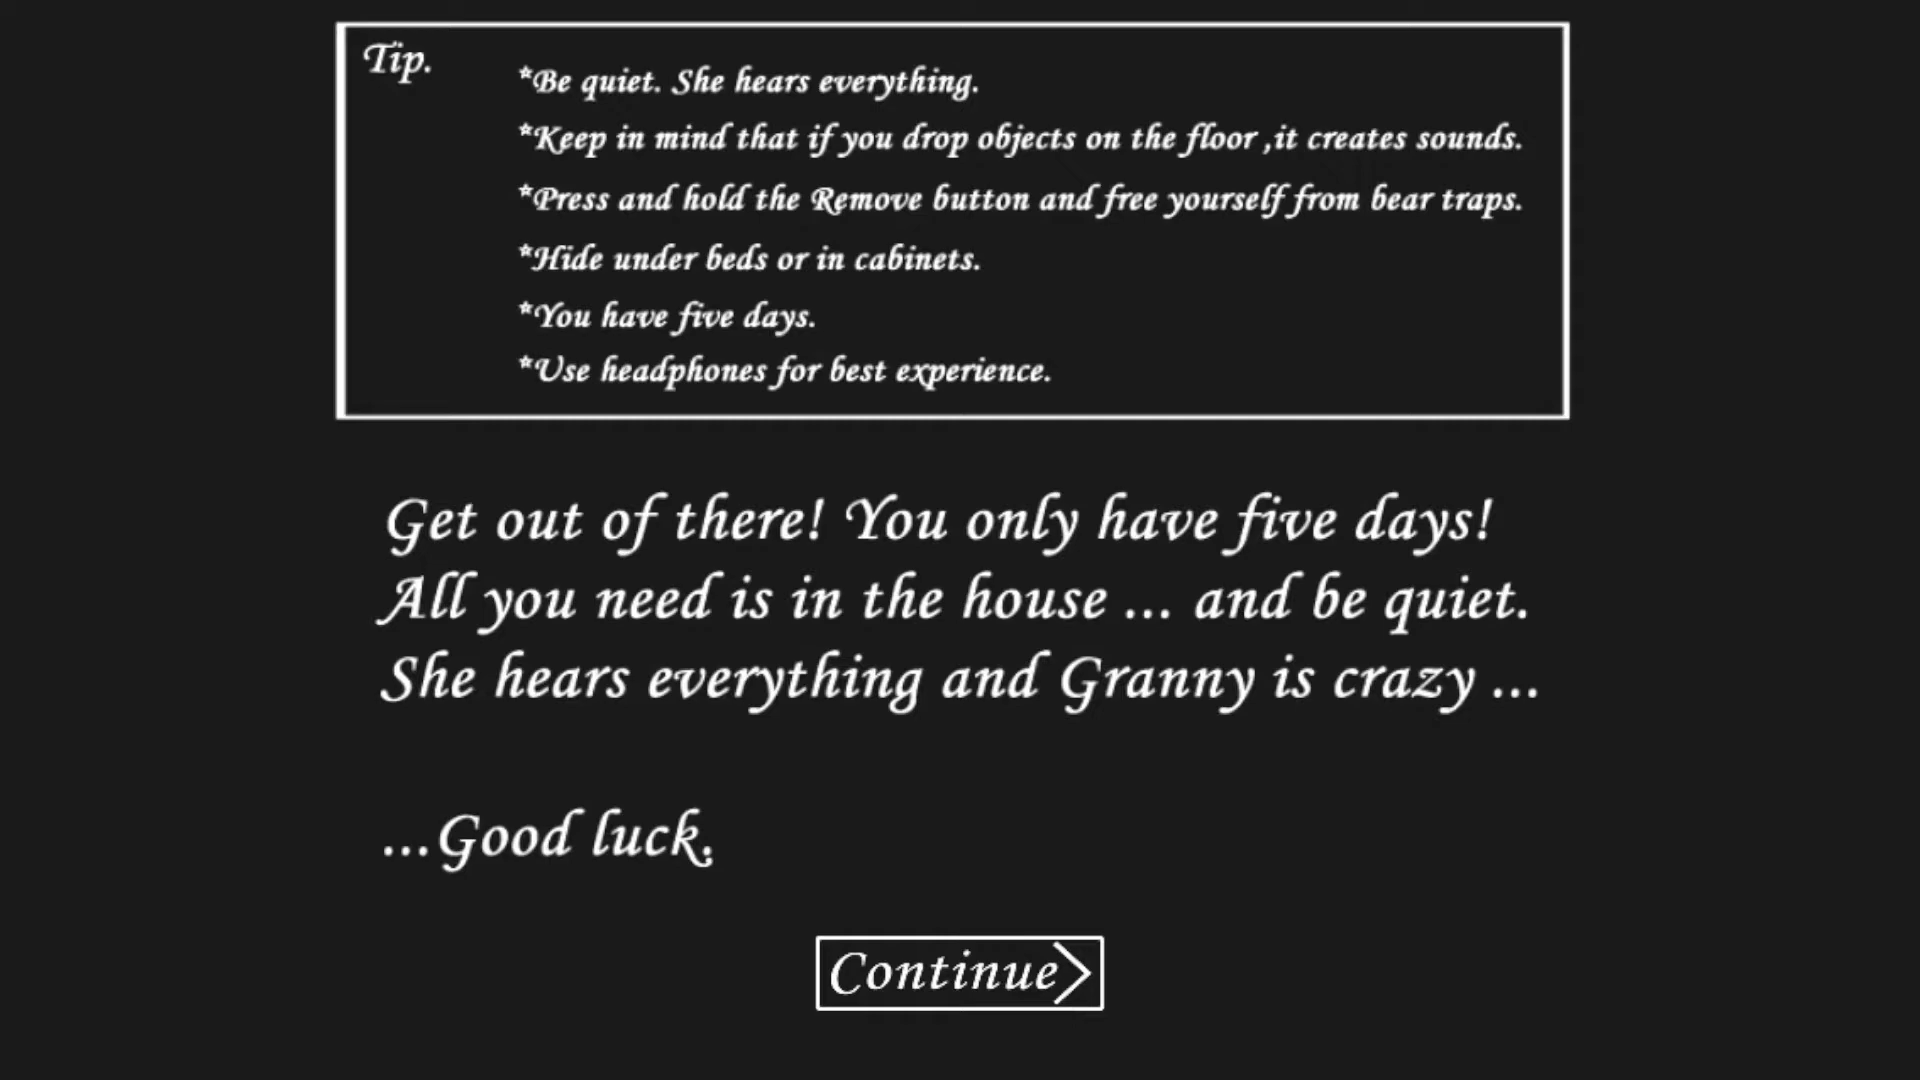 Tip.
*Be quiet. She hears everything.
*Keep in mind that if you drop objects on the floor ,it creates sounds.
*Press and hold the Remove button and free yourself from bear traps.
*Hide under beds or in cabinets.
*You have five days.
*Use headphones for best experience.
Get out of there! You only have five days!
All you need is in the house ... and be quiet.
She hears everything and Granny is crazy ...
...Good luck.
Continue>